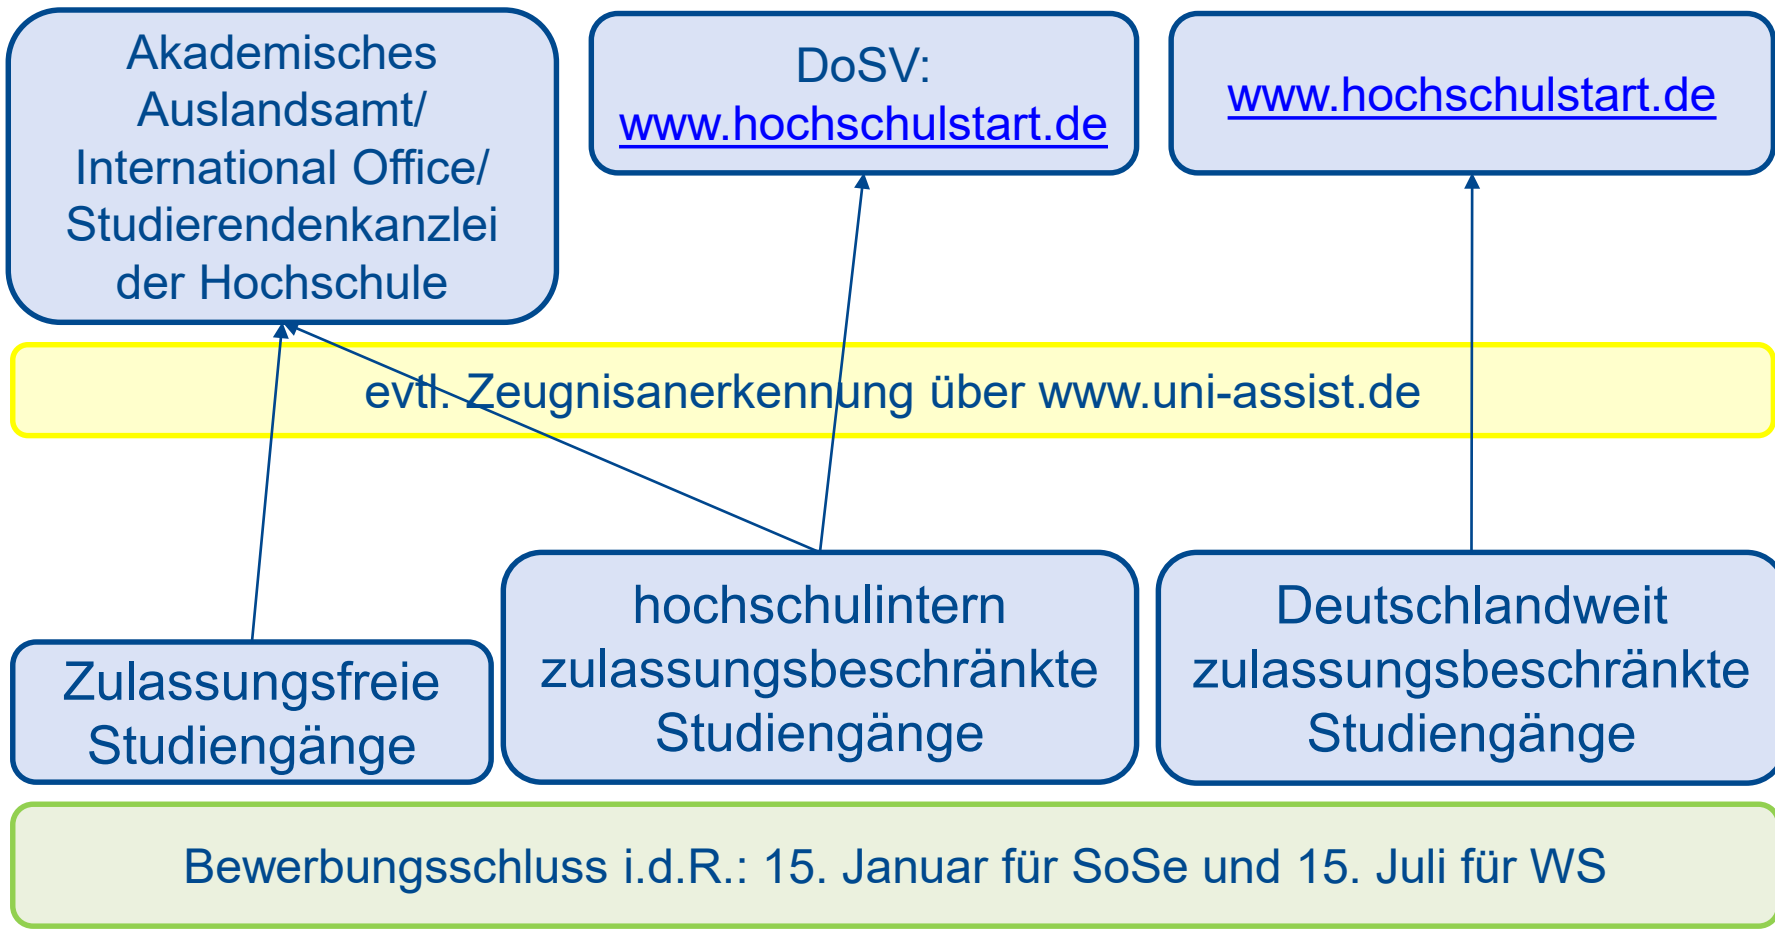 Akademisches
Auslandsamt/
International Office/
Studierendenkanzlei
der Hochschule
DoSV:
www.hochschulstart.de
www.hochschulstart.de
evtl. Zeugnisanerkennung über www.uni-assist.de
Zulassungsfreie
Studiengänge
hochschulintern
zulassungsbeschränkte
Studiengänge
Deutschlandweit
zulassungsbeschränkte
Studiengänge
Bewerbungsschluss i.d.R.: 15. Januar für SoSe und 15. Juli für WS